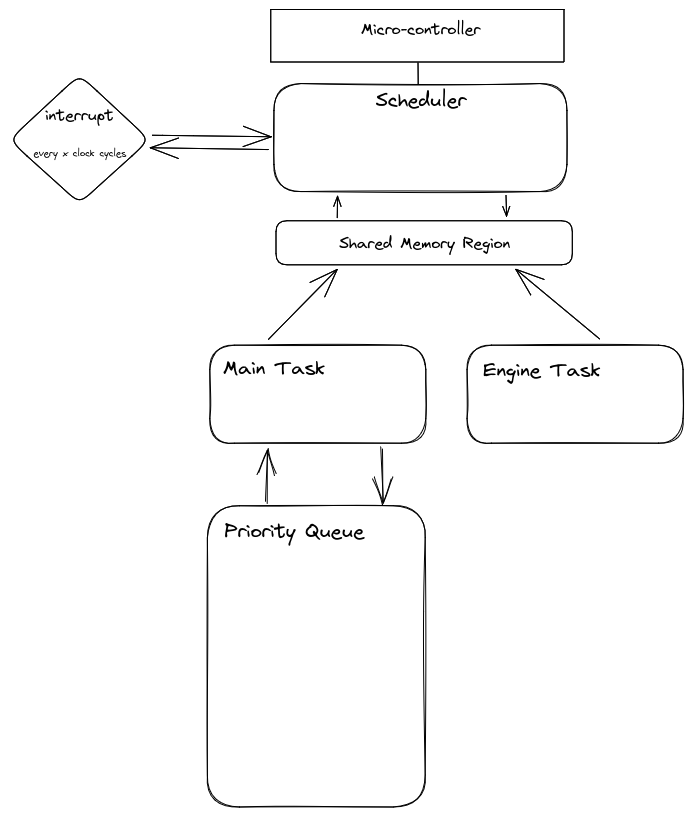 Micro-controller
Scheduler
interrupt
every x clock cycles
Shared Memory Region
Main Task
Engine Task
Priority Queue